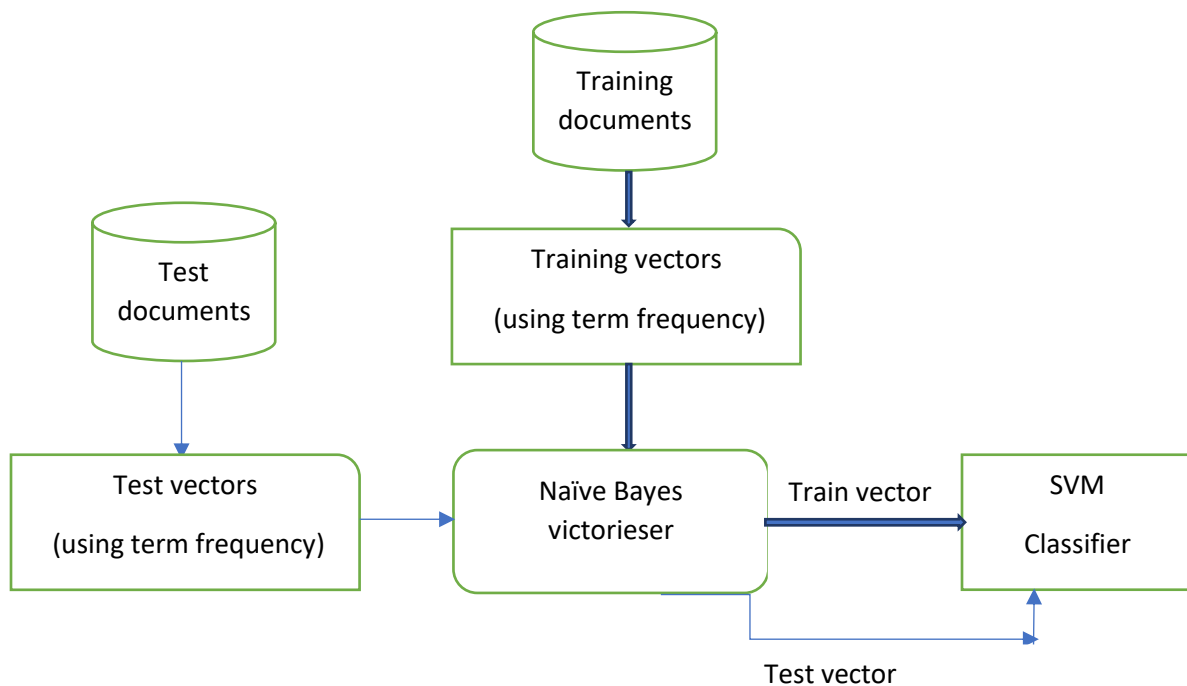 Training
documents
Test
documents
Training vectors
(using term frequency)
Test vectors
(using term frequency)
Naïve Bayes
victorieser
Train vector
SVM
Classifier
Test vector